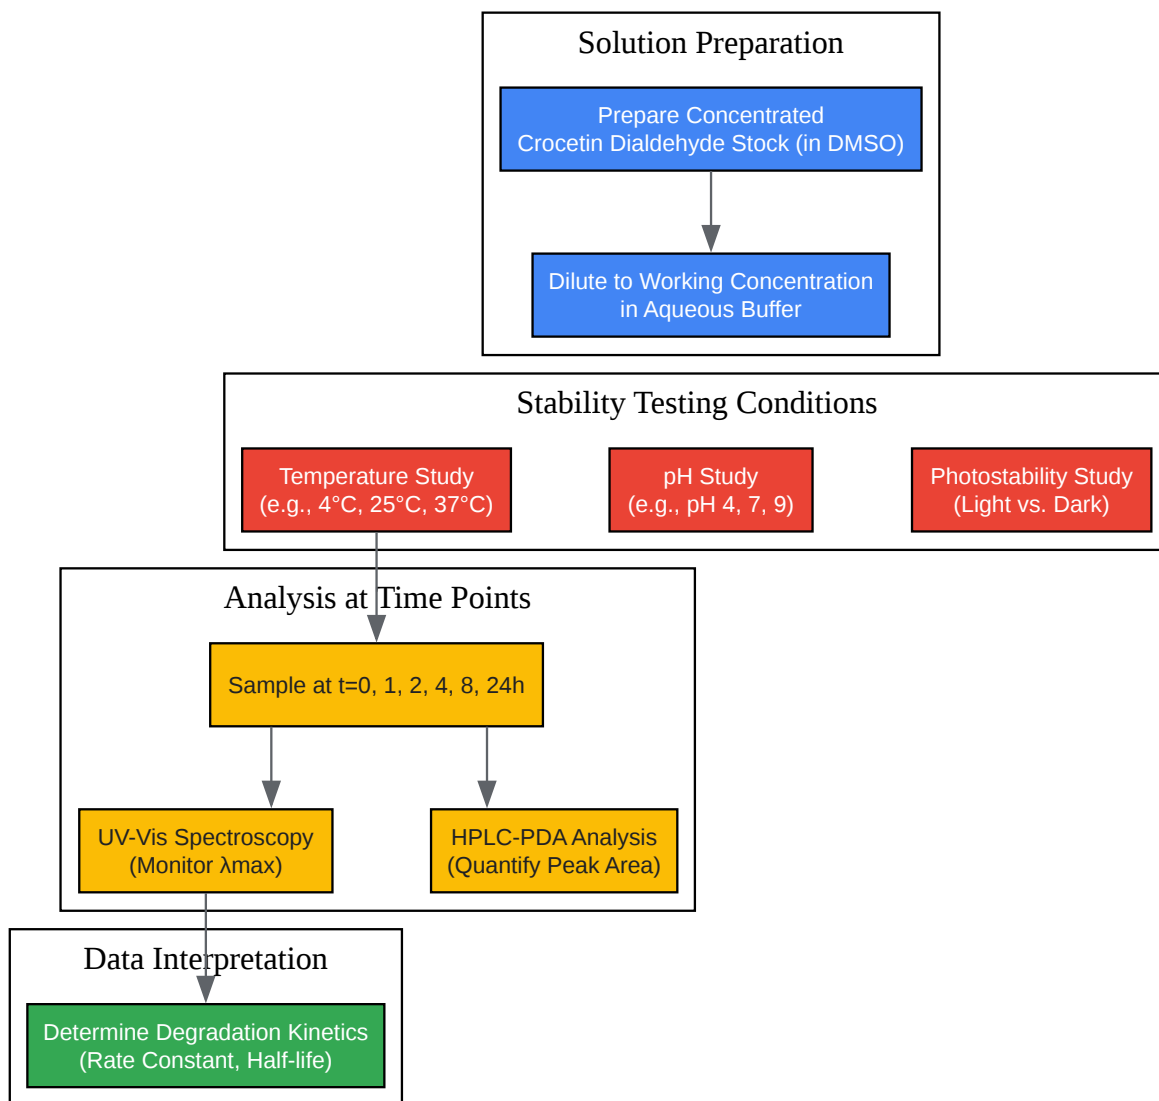 Solution Preparation
Prepare Concentrated
Crocetin Dialdehyde Stock (in DMSO)
Dilute to Working Concentration
in Aqueous Buffer
Stability Testing Conditions
Temperature Study
(e.g., 4°C, 25°C, 37°C)
pH Study
(e.g., pH 4, 7, 9)
Photostability Study
(Light vs. Dark)
Analysis at Time Points
Sample at t=0, 1, 2, 4, 8, 24h
UV-Vis Spectroscopy
(Monitor λmax)
HPLC-PDA Analysis
(Quantify Peak Area)
Data Interpretation
Determine Degradation Kinetics
(Rate Constant, Half-life)